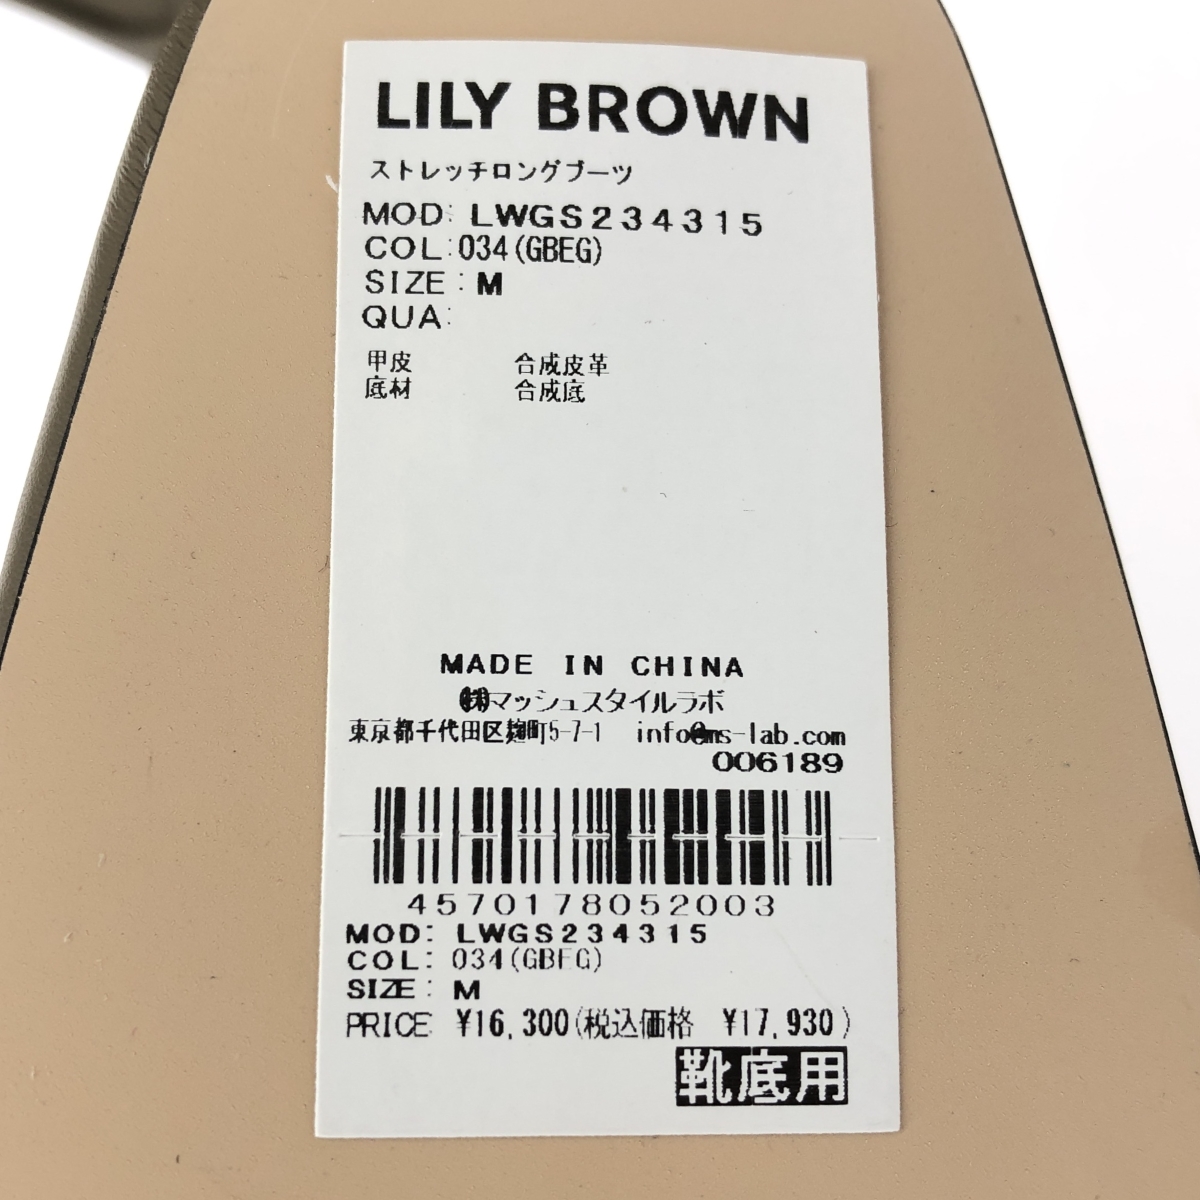 LILY BROWN
ストレッチロングブーツ
MOD: LWGS234315
COL:034(GBEG)
SIZE:M
QUA:
甲皮 合成皮革
底材 合成底
MADE IN CHINA
㈱マッシュスタイルラボ
東京都千代田区麹町5-7-1 info@ms-lab.com
006189
4570178052003
MOD: LWGS234315
COL: 034(GBEG)
SIZE: M
PRICE ¥16,300(税込価格 ¥17,930)
靴底用